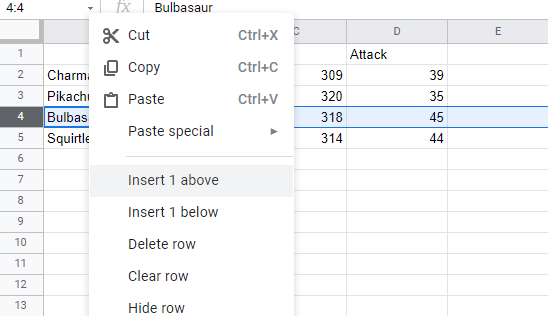 4:4 fx Bulbasaur
C D E
1 Attack
Cut Ctrl+X
Copy Ctrl+C
Paste Ctrl+V
Paste special
Insert 1 above
Insert 1 below
Delete row
Clear row
Hide row
2 Charma 309 39
3 Pikachu 320 35
4 Bulbasa 318 45
5 Squirtle 314 44
6
7
8
9
10
11
12
13